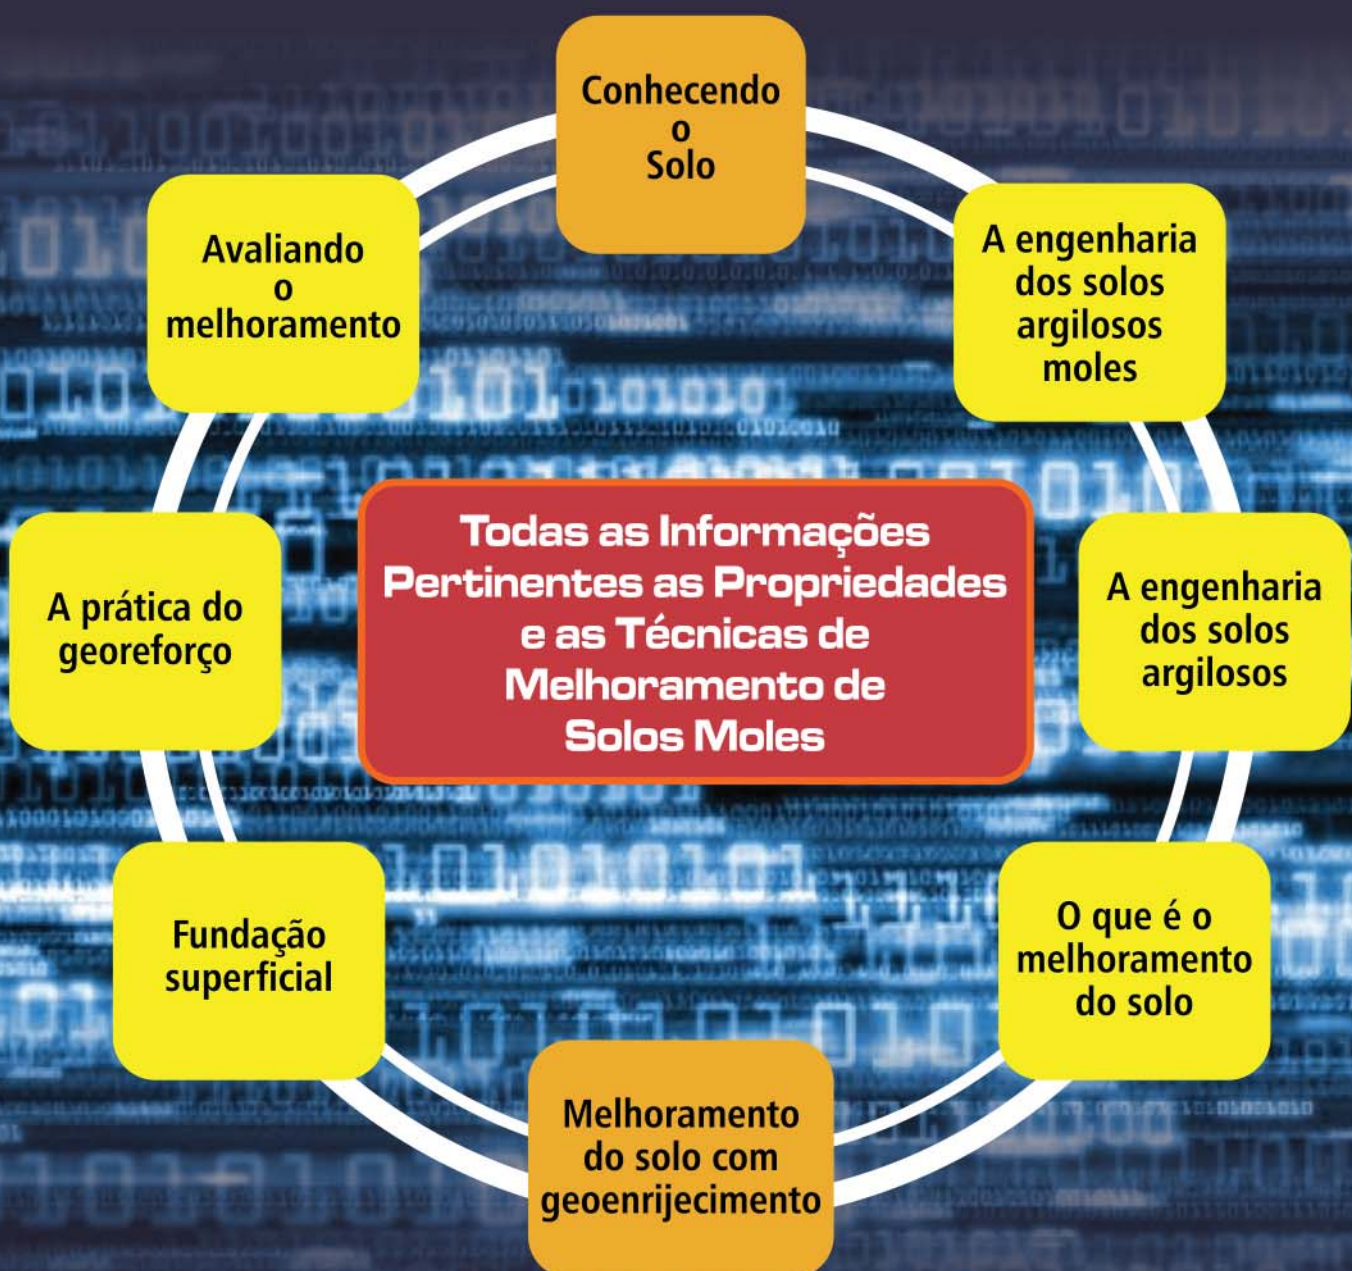 Conhecendo
o
Solo
A engenharia
dos solos
argilosos
moles
A engenharia
dos solos
argilosos
O que é o
melhoramento
do solo
Melhoramento
do solo com
geoenrijecimento
Fundação
superficial
A prática do
georeforço
Avaliando
o
melhoramento
Todas as Informações
Pertinentes as Propriedades
e as Técnicas de
Melhoramento de
Solos Moles